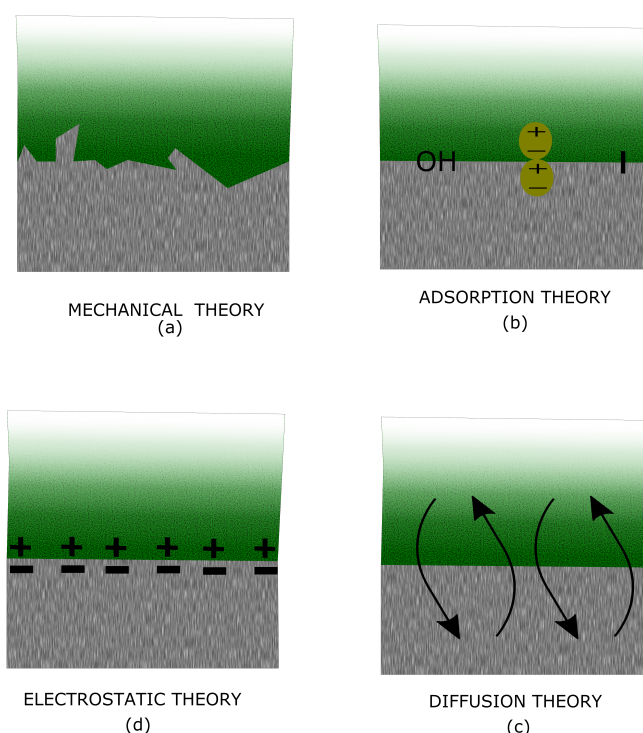 OH
+
−
+
−
MECHANICAL THEORY
(a)
ADSORPTION THEORY
(b)
+ + + + + +
− − − − − −
ELECTROSTATIC THEORY
(d)
DIFFUSION THEORY
(c)